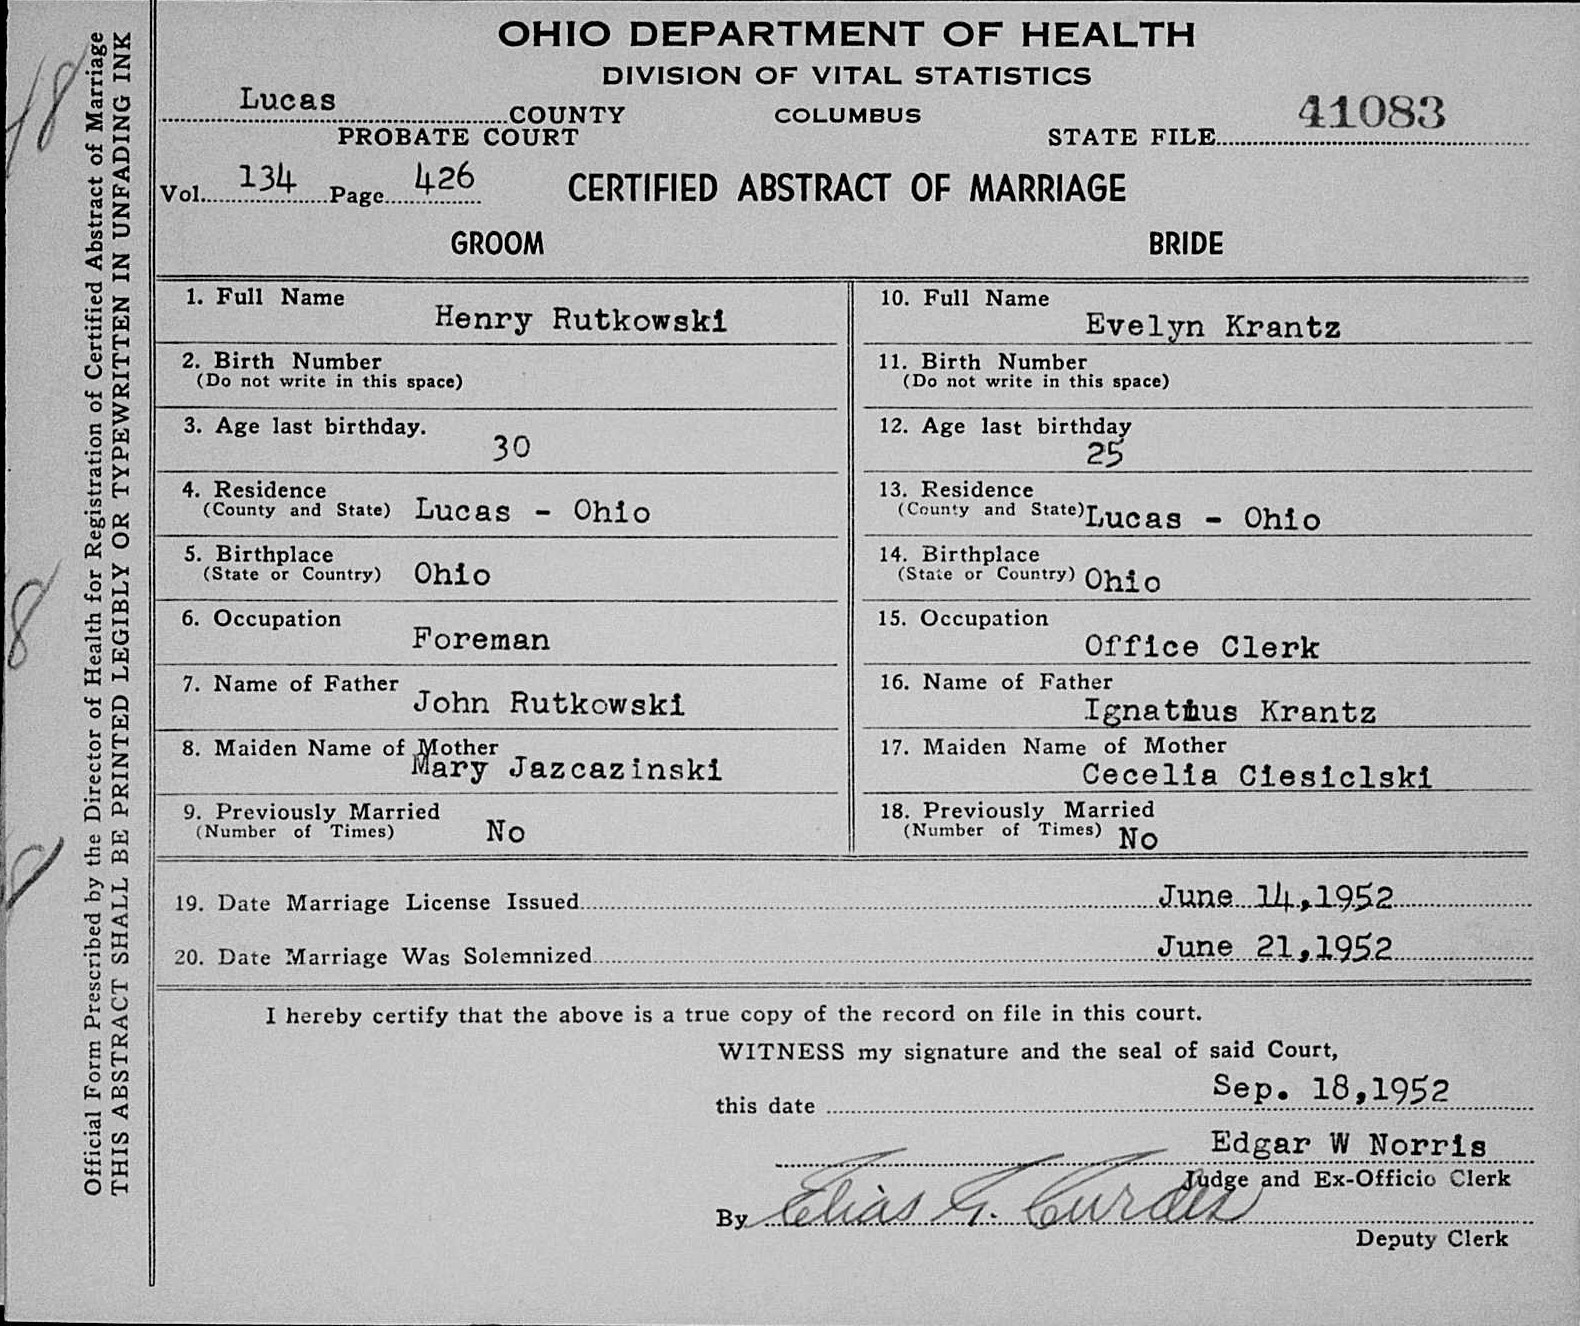 OHIO DEPARTMENT OF HEALTH
DIVISION OF VITAL STATISTICS
Lucas COUNTY
COLUMBUS
PROBATE COURT
STATE FILE 41083
Vol. 134 Page 426
CERTIFIED ABSTRACT OF MARRIAGE
GROOM
1. Full Name Henry Rutkowski
2. Birth Number
(Do not write in this space)
3. Age last birthday. 30
4. Residence
(County and State) Lucas - Ohio
5. Birthplace
(State or Country) Ohio
6. Occupation Foreman
7. Name of Father John Rutkowski
8. Maiden Name of Mother
Mary Jazcazinski
9. Previously Married
(Number of Times) No
BRIDE
10. Full Name Evelyn Krantz
11. Birth Number
(Do not write in this space)
12. Age last birthday
25
13. Residence
(County and State) Lucas - Ohio
14. Birthplace
(State or Country) Ohio
15. Occupation
Office Clerk
16. Name of Father
Ignatius Krantz
17. Maiden Name of Mother
Cecelia Ciesiclski
18. Previously Married
(Number of Times) No
19. Date Marriage License Issued June 14,1952
20. Date Marriage Was Solemnized June 21,1952
I hereby certify that the above is a true copy of the record on file in this court.
WITNESS my signature and the seal of said Court,
this date Sep. 18,1952
Edgar W Norris
Judge and Ex-Officio Clerk
By Elias G. Curdes
Deputy Clerk
Official Form Prescribed by the Director of Health for Registration of Certified Abstract of Marriage
THIS ABSTRACT SHALL BE PRINTED LEGIBLY OR TYPEWRITTEN IN UNFADING INK
8